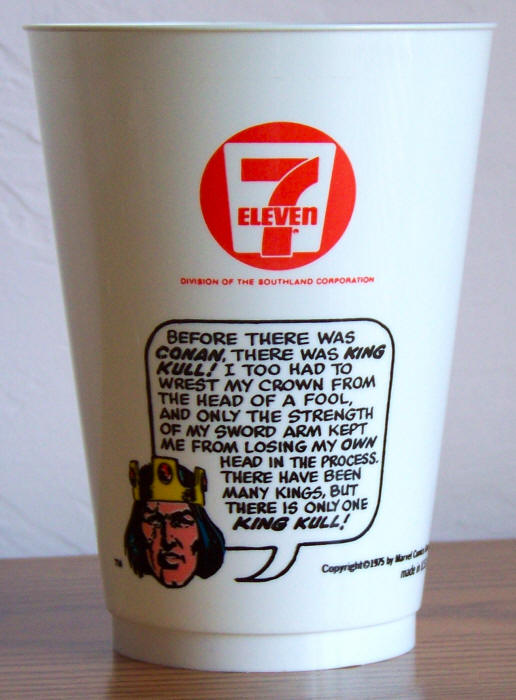 7
ELEVEn
®
DIVISION OF THE SOUTHLAND CORPORATION
BEFORE THERE WAS
CONAN, THERE WAS KING
KULL! I TOO HAD TO
WREST MY CROWN FROM
THE HEAD OF A FOOL,
AND ONLY THE STRENGTH
OF MY SWORD ARM KEPT
ME FROM LOSING MY OWN
HEAD IN THE PROCESS.
THERE HAVE BEEN
MANY KINGS, BUT
THERE IS ONLY ONE
KING KULL!
TM
Copyright©1975 by Marvel Comics
made in